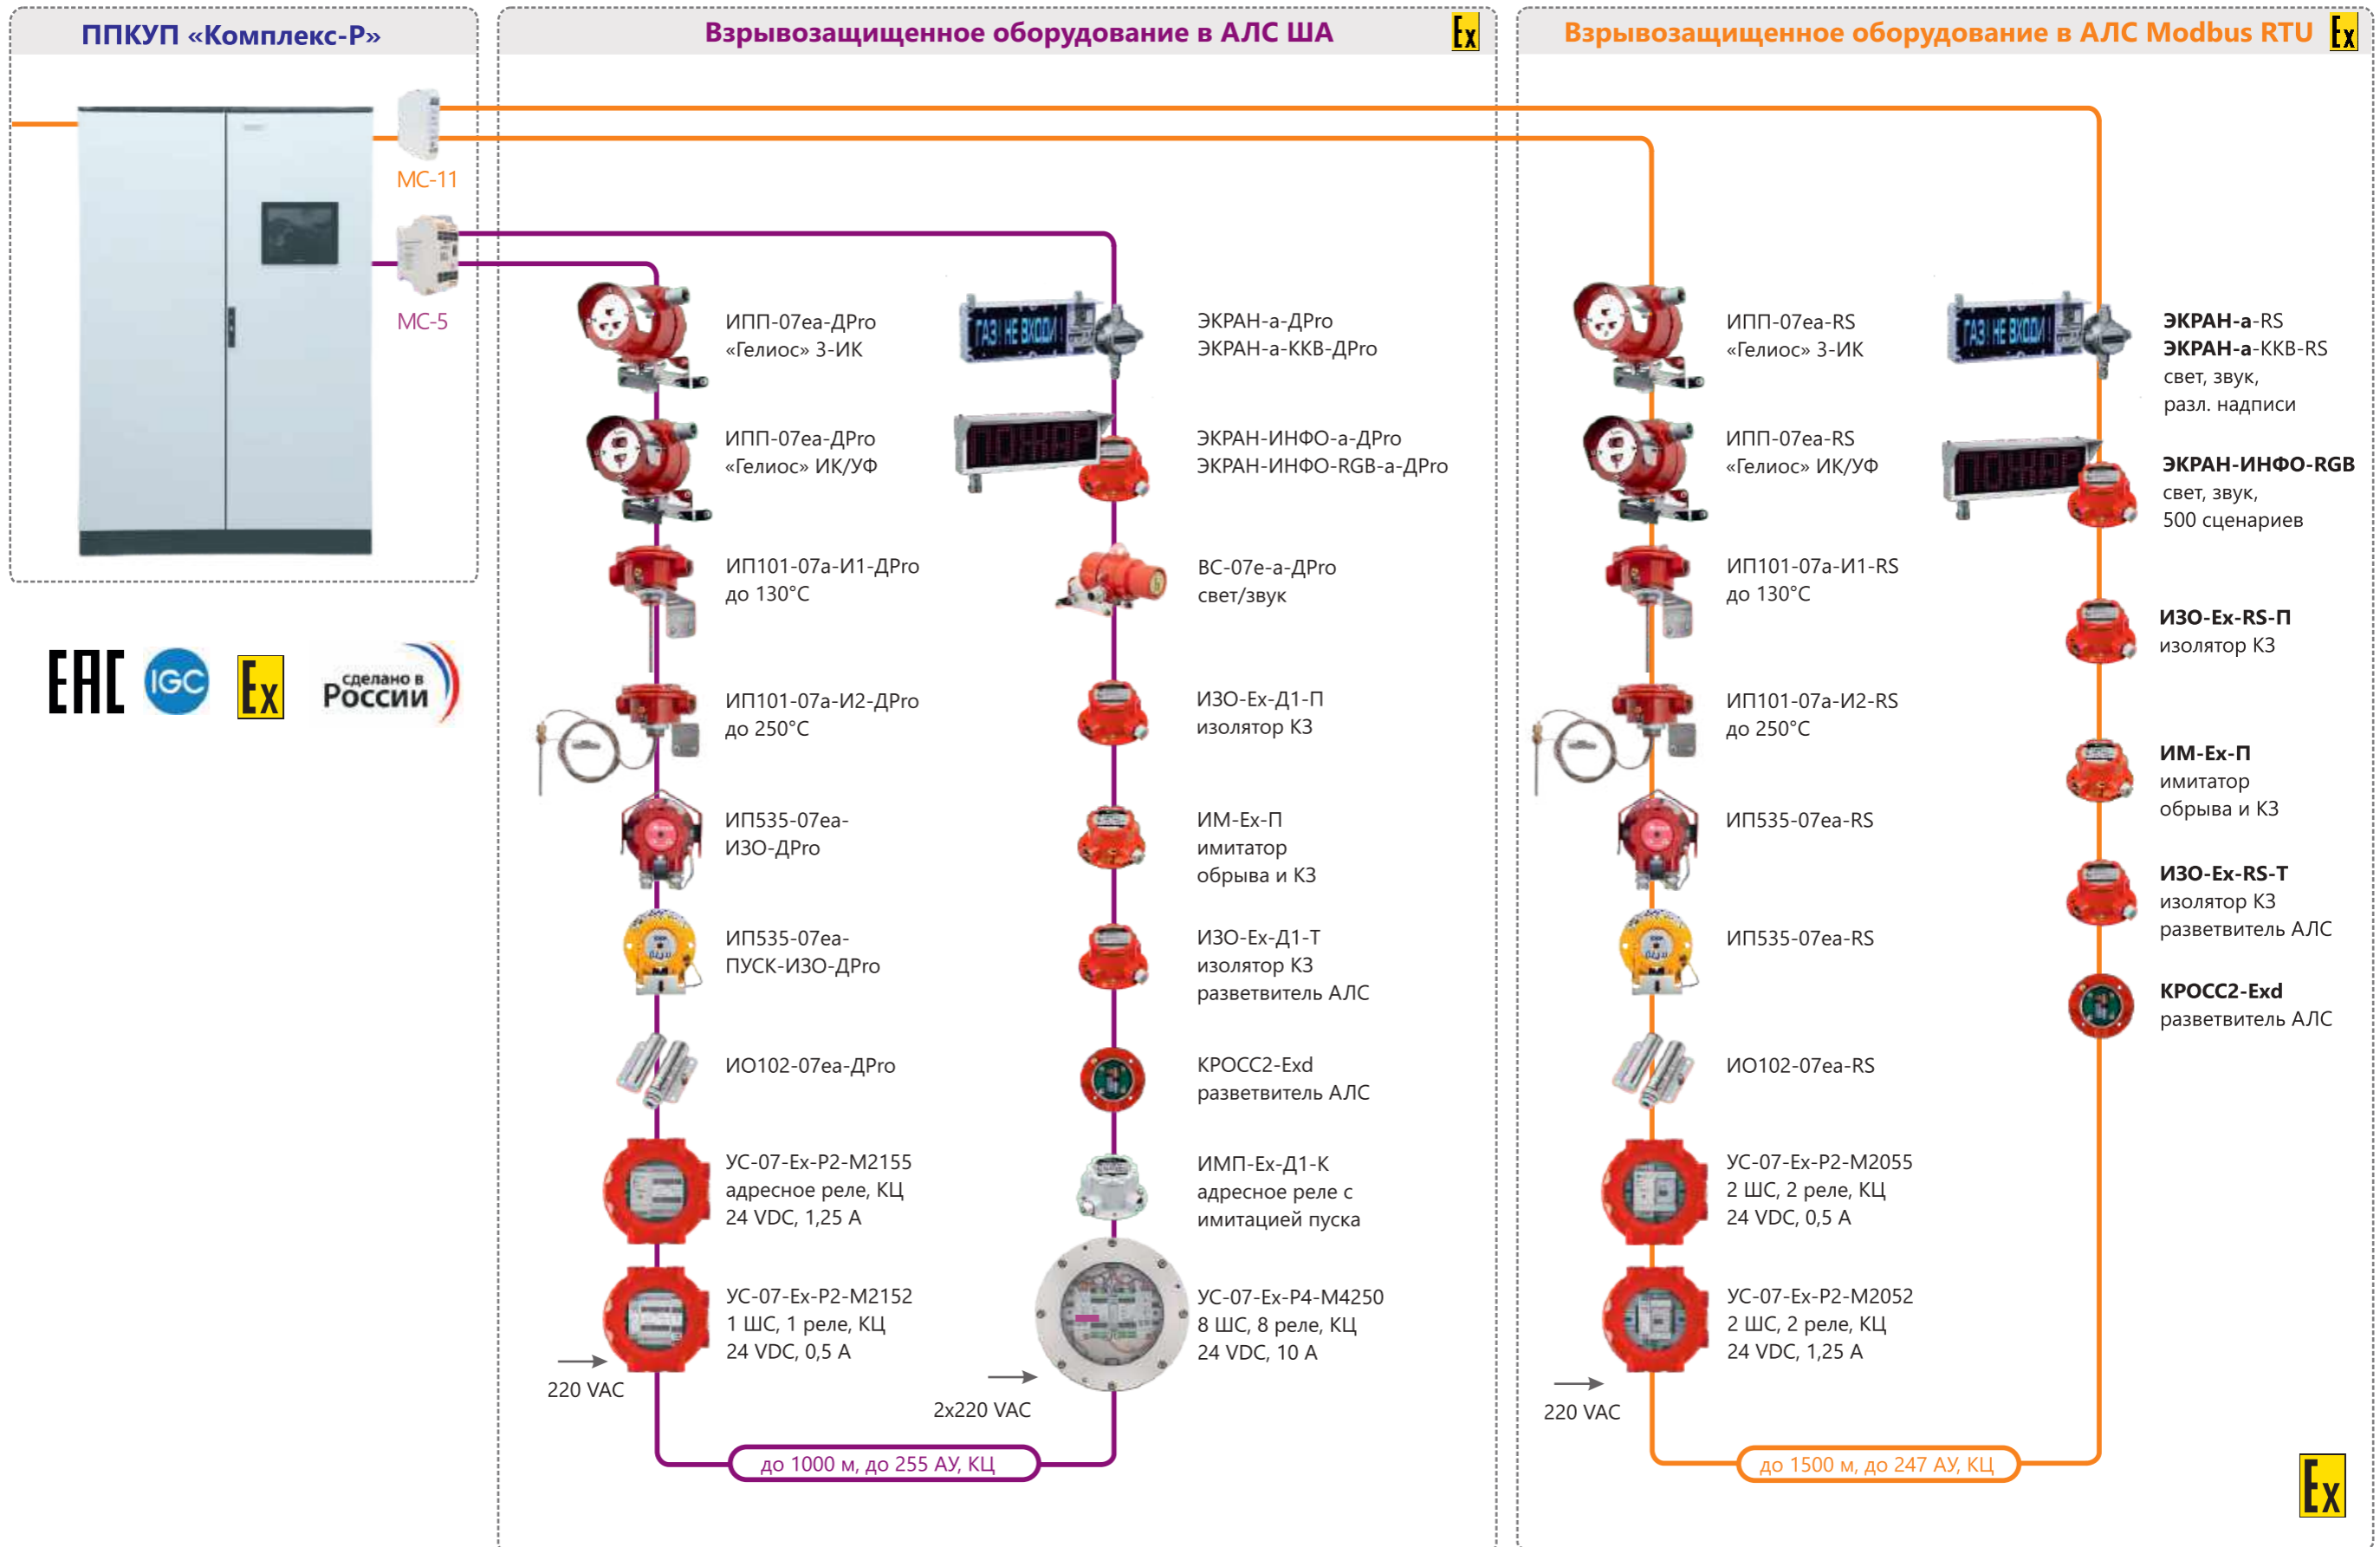 ППКУП «Комплекс-Р»
МС-11
МС-5
EAC
IGC
Ex
сделано в
России
Взрывозащищенное оборудование в АЛС ША
Ex
ИПП-07еа-ДPro
«Гелиос» 3-ИК
ИПП-07еа-ДPro
«Гелиос» ИК/УФ
ИП101-07а-И1-ДPro
до 130°C
ИП101-07а-И2-ДPro
до 250°C
ИП535-07еа-
ИЗО-ДPro
ИП535-07еа-
ПУСК-ИЗО-ДPro
ИО102-07еа-ДPro
УС-07-Ex-Р2-М2155
адресное реле, КЦ
24 VDC, 1,25 А
УС-07-Ex-Р2-М2152
1 ШС, 1 реле, КЦ
24 VDC, 0,5 А
220 VAC
ГАЗ! НЕ ВХОДИ !
ЭКРАН-а-ДPro
ЭКРАН-а-ККВ-ДPro
ПОЖАР
ЭКРАН-ИНФО-а-ДPro
ЭКРАН-ИНФО-RGB-а-ДPro
ВС-07е-а-ДPro
свет/звук
ИЗО-Ex-Д1-П
изолятор КЗ
ИМ-Ex-П
имитатор
обрыва и КЗ
ИЗО-Ex-Д1-Т
изолятор КЗ
разветвитель АЛС
КРОСС2-Exd
разветвитель АЛС
ИМП-Ex-Д1-К
адресное реле с
имитацией пуска
УС-07-Ex-Р4-М4250
8 ШС, 8 реле, КЦ
24 VDC, 10 А
2x220 VAC
до 1000 м, до 255 АУ, КЦ
Взрывозащищенное оборудование в АЛС Modbus RTU
Ex
ИПП-07еа-RS
«Гелиос» 3-ИК
ИПП-07еа-RS
«Гелиос» ИК/УФ
ИП101-07а-И1-RS
до 130°C
ИП101-07а-И2-RS
до 250°C
ИП535-07еа-RS
ИП535-07еа-RS
ИО102-07еа-RS
УС-07-Ex-Р2-М2055
2 ШС, 2 реле, КЦ
24 VDC, 0,5 А
УС-07-Ex-Р2-М2052
2 ШС, 2 реле, КЦ
24 VDC, 1,25 А
220 VAC
ГАЗ! НЕ ВХОДИ !
ЭКРАН-а-RS
ЭКРАН-а-ККВ-RS
свет, звук,
разл. надписи
ПОЖАР
ЭКРАН-ИНФО-RGB
свет, звук,
500 сценариев
ИЗО-Ex-RS-П
изолятор КЗ
ИМ-Ex-П
имитатор
обрыва и КЗ
ИЗО-Ex-RS-Т
изолятор КЗ
разветвитель АЛС
КРОСС2-Exd
разветвитель АЛС
до 1500 м, до 247 АУ, КЦ
Ex